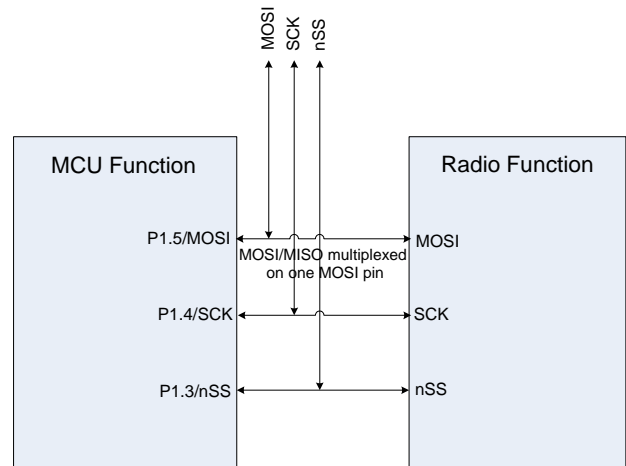 MOSI
SCK
nSS
MCU Function
Radio Function
P1.5/MOSI
MOSI
MOSI/MISO multiplexed
on one MOSI pin
P1.4/SCK
SCK
P1.3/nSS
nSS